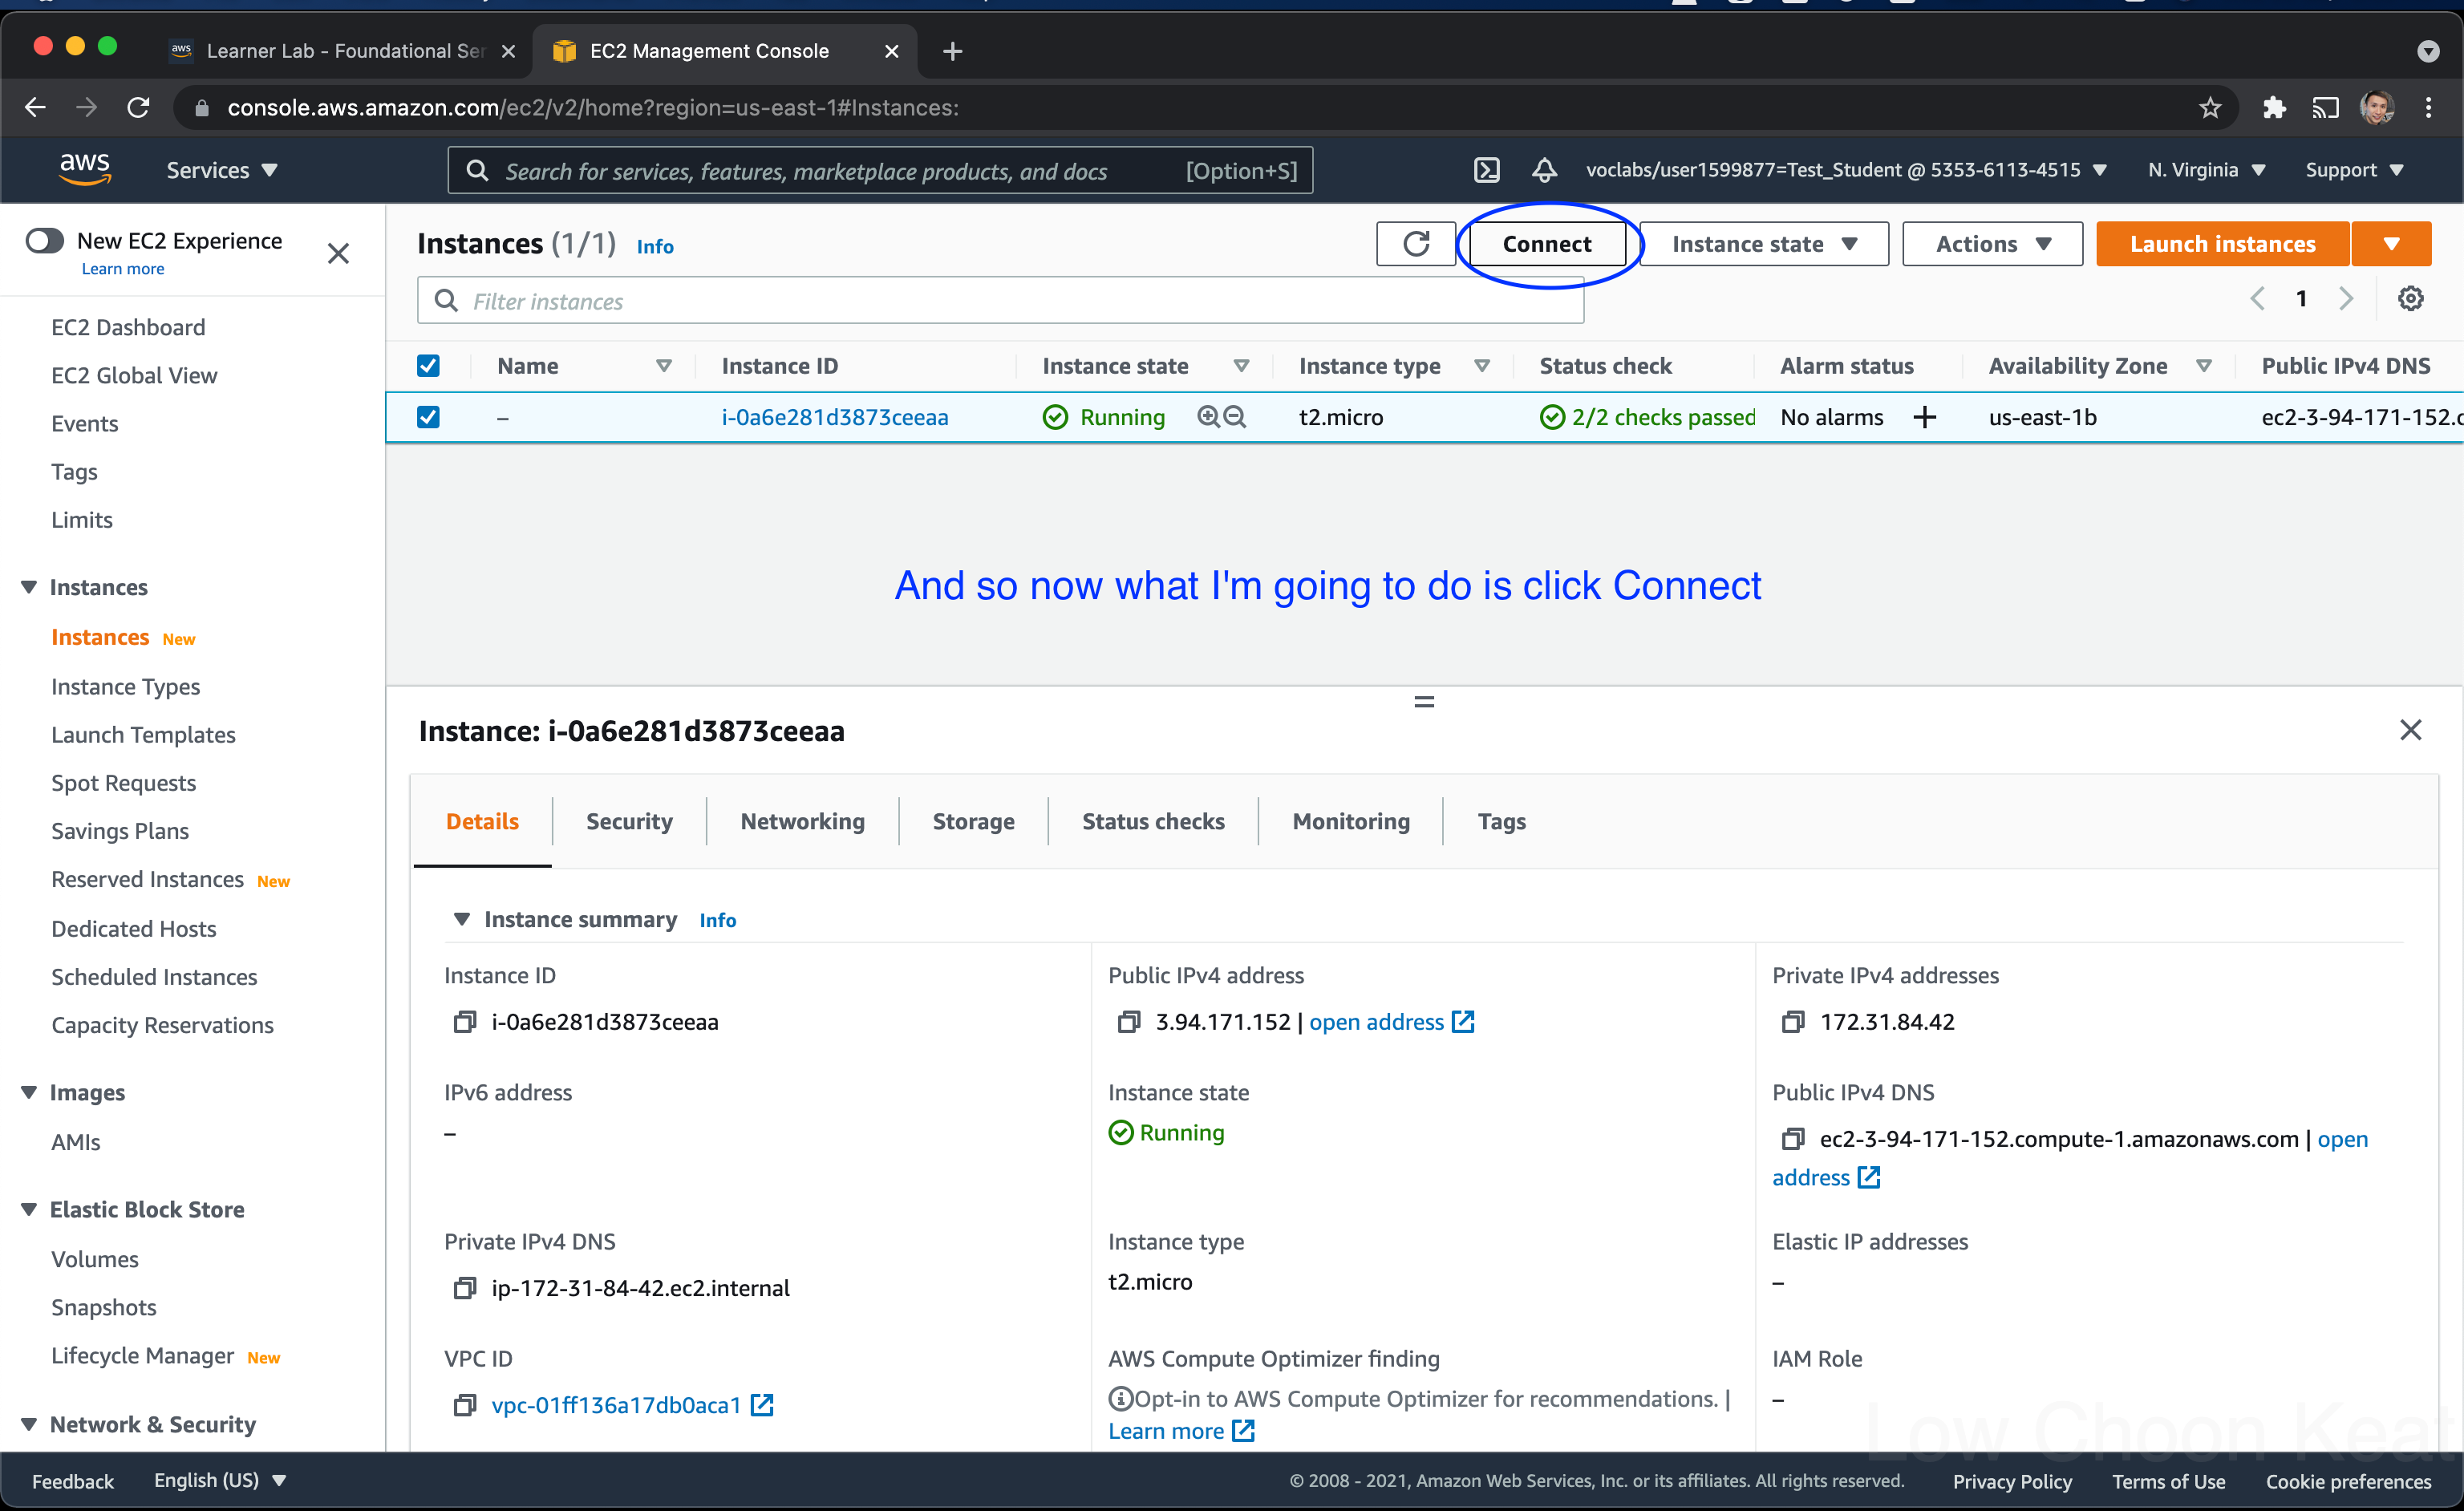 Learner Lab - Foundational Ser
EC2 Management Console
console.aws.amazon.com/ec2/v2/home?region=us-east-1#Instances:
aws
Services
Search for services, features, marketplace products, and docs [Option+S]
voclabs/user1599877=Test_Student @ 5353-6113-4515
N. Virginia
Support
New EC2 Experience
Learn more
EC2 Dashboard
EC2 Global View
Events
Tags
Limits
Instances
Instances New
Instance Types
Launch Templates
Spot Requests
Savings Plans
Reserved Instances New
Dedicated Hosts
Scheduled Instances
Capacity Reservations
Images
AMIs
Elastic Block Store
Volumes
Snapshots
Lifecycle Manager New
Network & Security
Instances (1/1) Info
Connect
Instance state
Actions
Launch instances
Filter instances
1
Name Instance ID Instance state Instance type Status check Alarm status Availability Zone Public IPv4 DNS
– i-0a6e281d3873ceeaa Running t2.micro 2/2 checks passed No alarms us-east-1b ec2-3-94-171-152.c
And so now what I'm going to do is click Connect
Instance: i-0a6e281d3873ceeaa
Details Security Networking Storage Status checks Monitoring Tags
Instance summary Info
Instance ID
i-0a6e281d3873ceeaa
Public IPv4 address
3.94.171.152 | open address
Private IPv4 addresses
172.31.84.42
IPv6 address
–
Instance state
Running
Public IPv4 DNS
ec2-3-94-171-152.compute-1.amazonaws.com | open
address
Private IPv4 DNS
ip-172-31-84-42.ec2.internal
Instance type
t2.micro
Elastic IP addresses
–
VPC ID
vpc-01ff136a17db0aca1
AWS Compute Optimizer finding
Opt-in to AWS Compute Optimizer for recommendations. |
Learn more
IAM Role
–
Low Choon Keat
Feedback
English (US)
© 2008 - 2021, Amazon Web Services, Inc. or its affiliates. All rights reserved.
Privacy Policy
Terms of Use
Cookie preferences